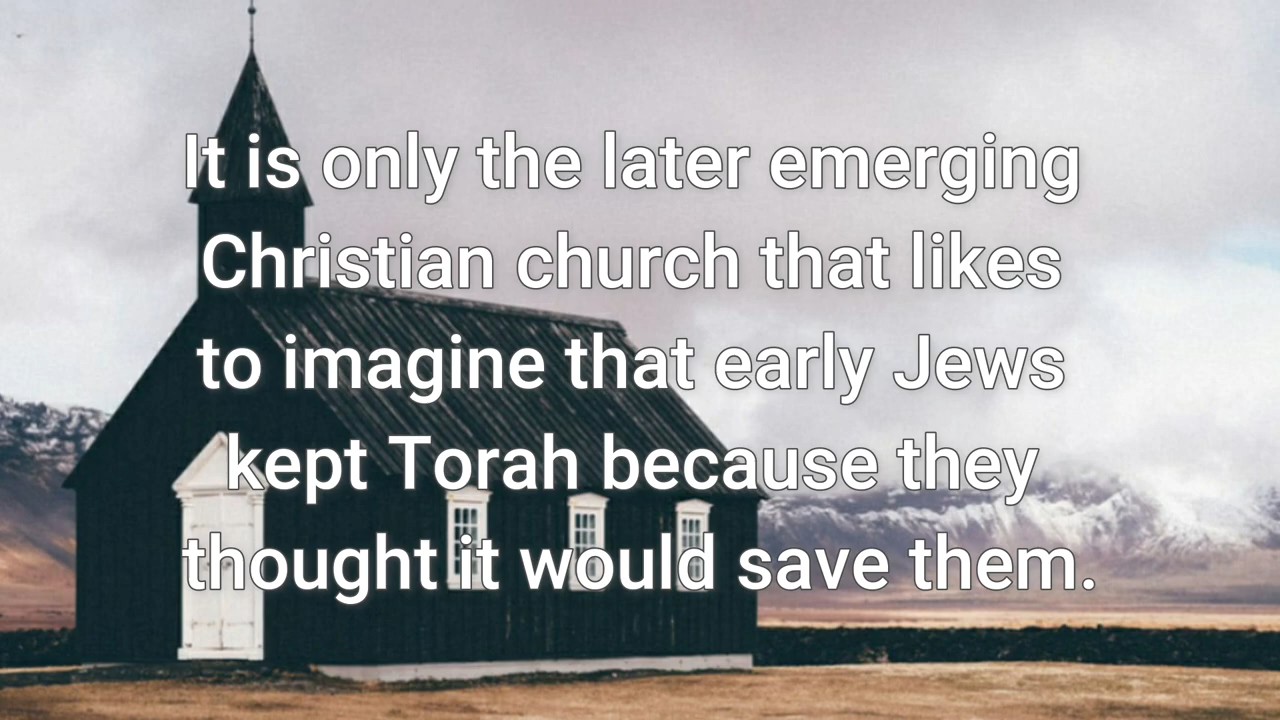 It is only the later emerging
Christian church that likes
to imagine that early Jews
kept Torah because they
thought it would save them.